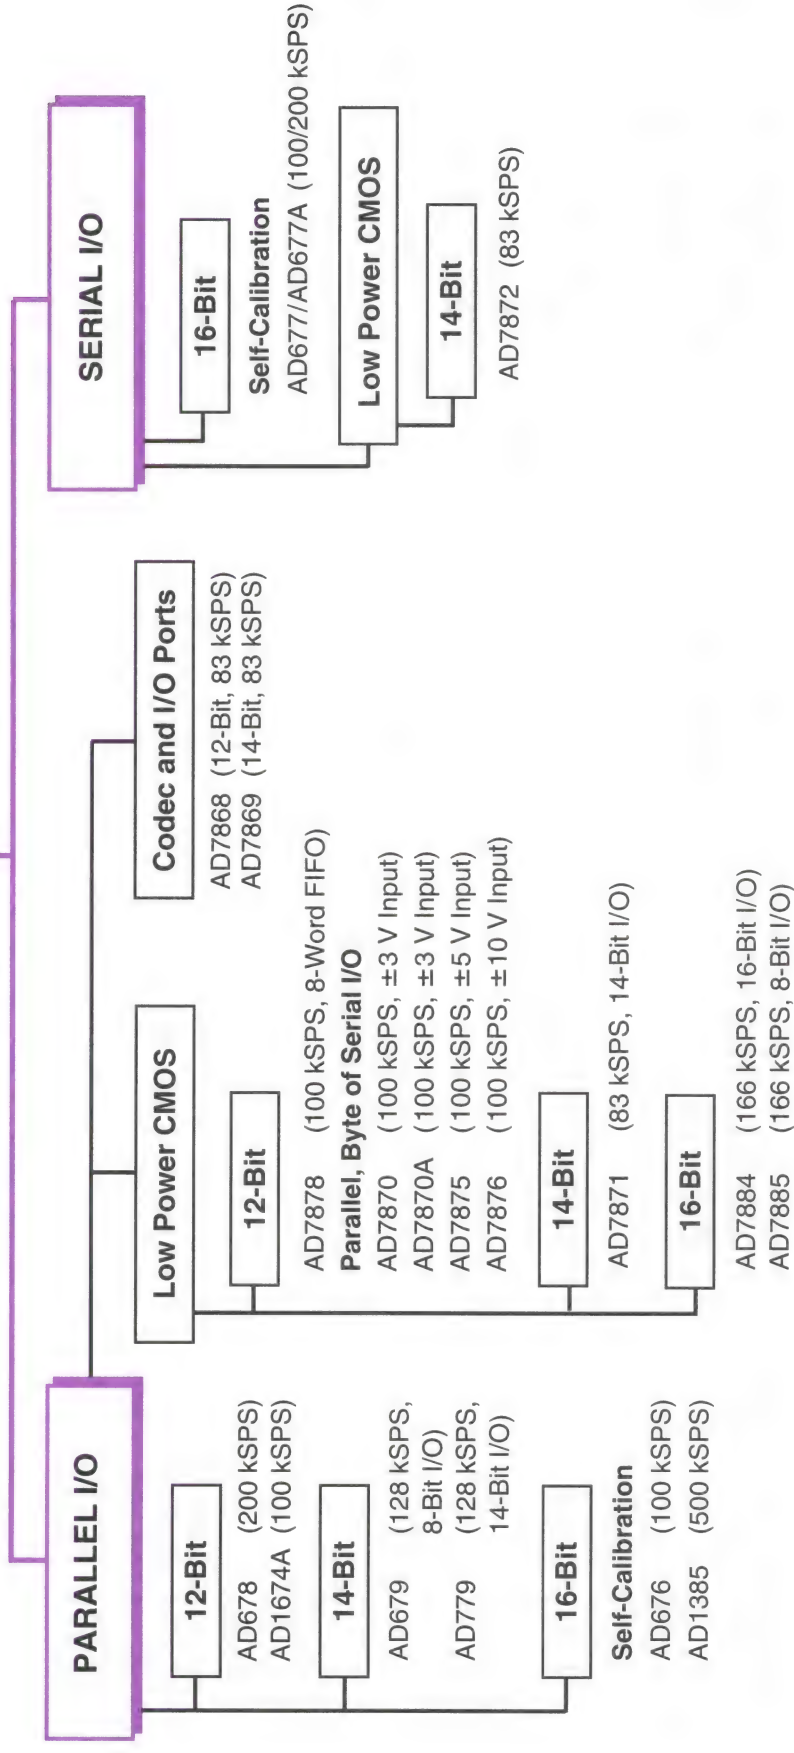 PARALLEL I/O
12-Bit
AD678 (200 kSPS)
AD1674A (100 kSPS)
14-Bit
AD679 (128 kSPS,
8-Bit I/O)
AD779 (128 kSPS,
14-Bit I/O)
16-Bit
Self-Calibration
AD676 (100 kSPS)
AD1385 (500 kSPS)
Low Power CMOS
12-Bit
AD7878 (100 kSPS, 8-Word FIFO)
Parallel, Byte of Serial I/O
AD7870 (100 kSPS, ±3 V Input)
AD7870A (100 kSPS, ±3 V Input)
AD7875 (100 kSPS, ±5 V Input)
AD7876 (100 kSPS, ±10 V Input)
14-Bit
AD7871 (83 kSPS, 14-Bit I/O)
16-Bit
AD7884 (166 kSPS, 16-Bit I/O)
AD7885 (166 kSPS, 8-Bit I/O)
Codec and I/O Ports
AD7868 (12-Bit, 83 kSPS)
AD7869 (14-Bit, 83 kSPS)
SERIAL I/O
16-Bit
Self-Calibration
AD677/AD677A (100/200 kSPS)
Low Power CMOS
14-Bit
AD7872 (83 kSPS)